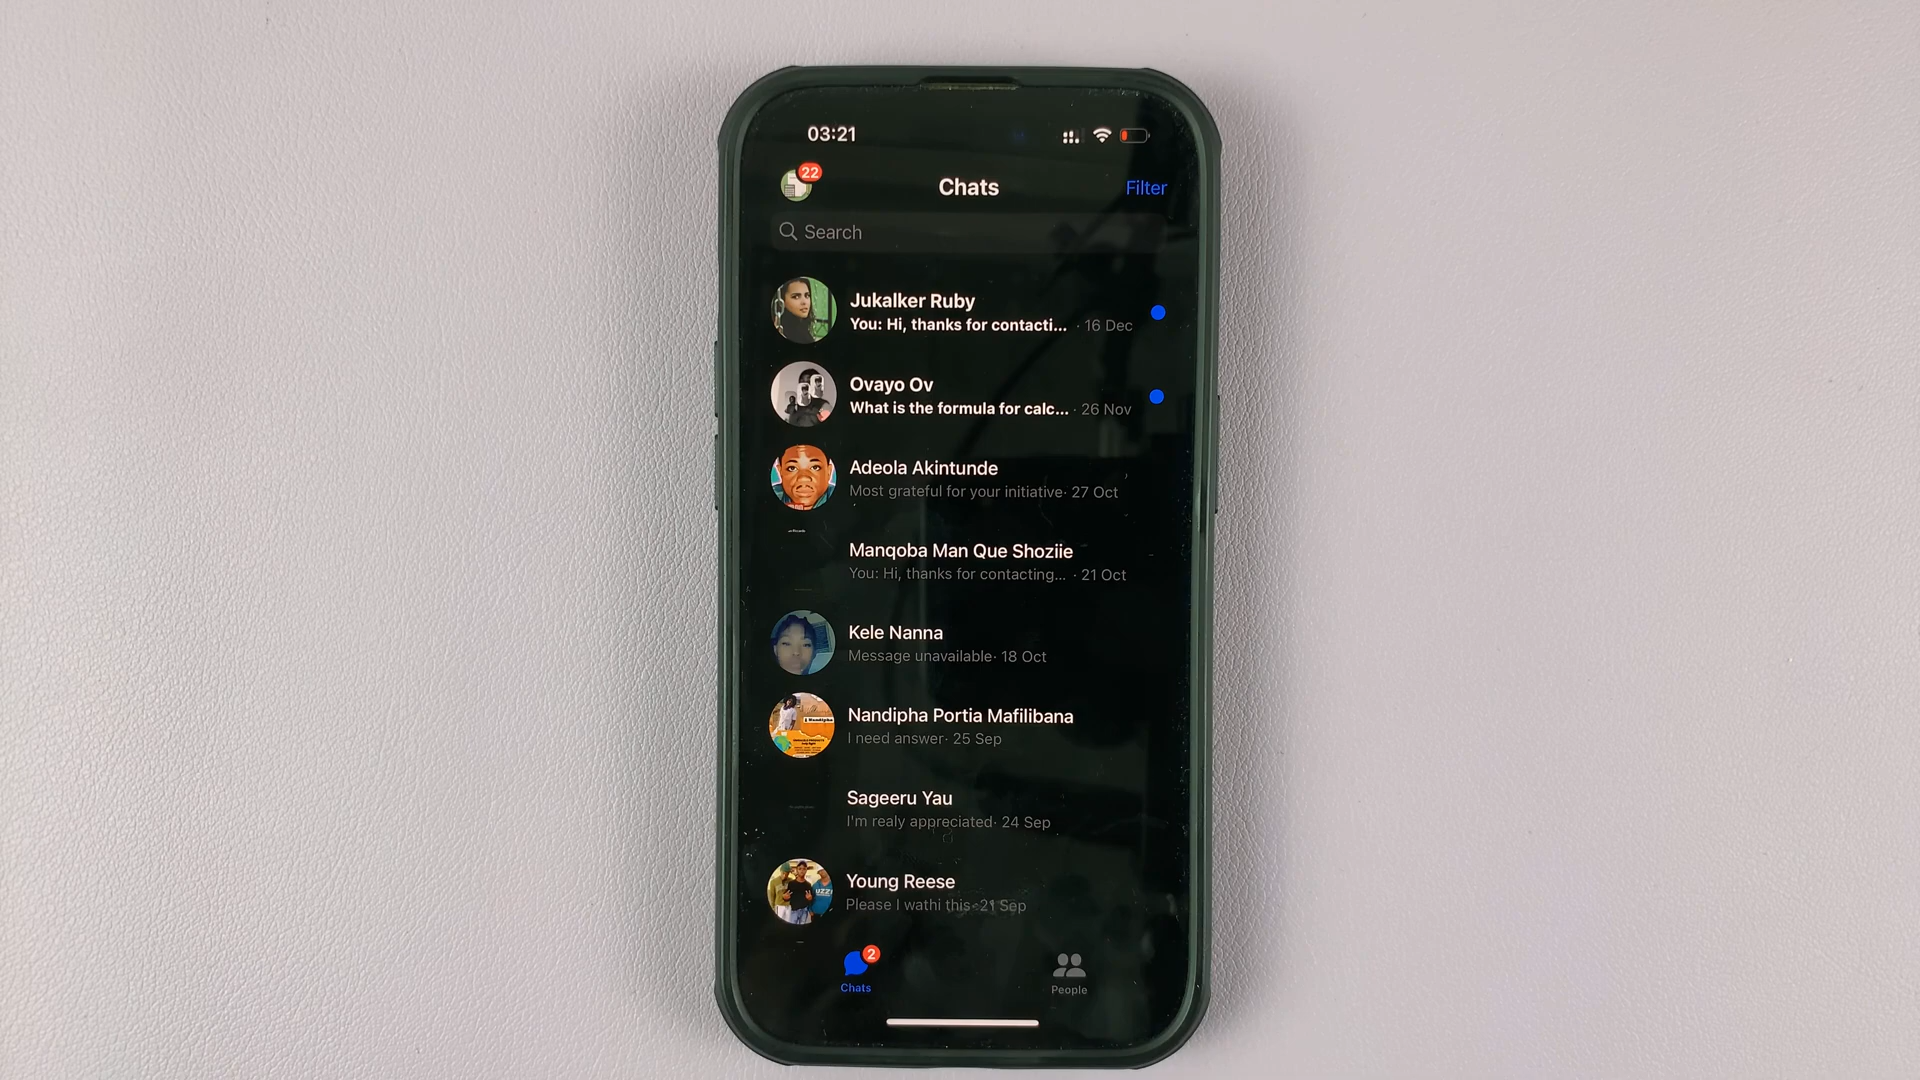 03:21
22
Chats
Filter
Search
Jukalker Ruby
You: Hi, thanks for contacti... · 16 Dec
Ovayo Ov
What is the formula for calc... · 26 Nov
Adeola Akintunde
Most grateful for your initiative· 27 Oct
Manqoba Man Que Shoziie
You: Hi, thanks for contacting... · 21 Oct
Kele Nanna
Message unavailable· 18 Oct
Nandipha Portia Mafilibana
I need answer· 25 Sep
Sageeru Yau
I'm realy appreciated· 24 Sep
Young Reese
Please I wathi this· 21 Sep
2
Chats
People